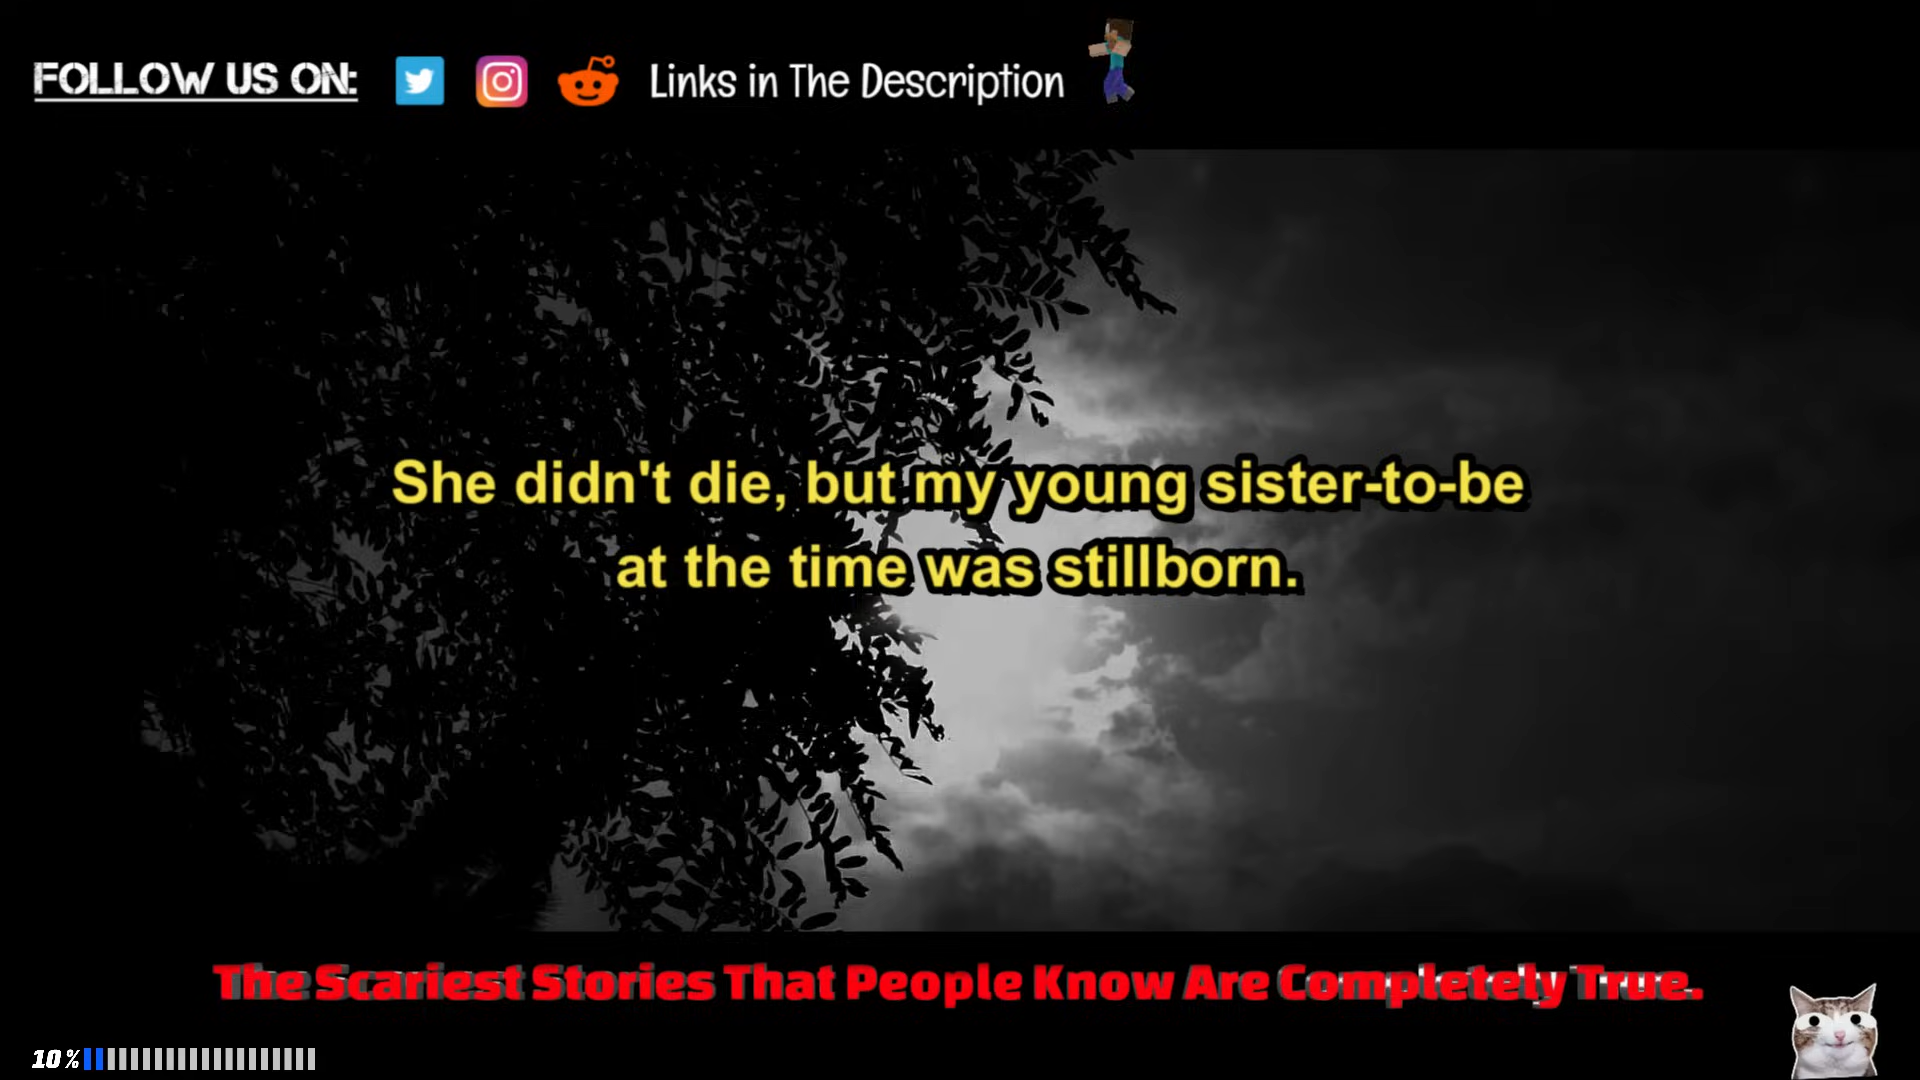 FOLLOW US ON: Links in The Description
She didn't die, but my young sister-to-be
at the time was stillborn.
The Scariest Stories That People Know Are Completely True.
10%